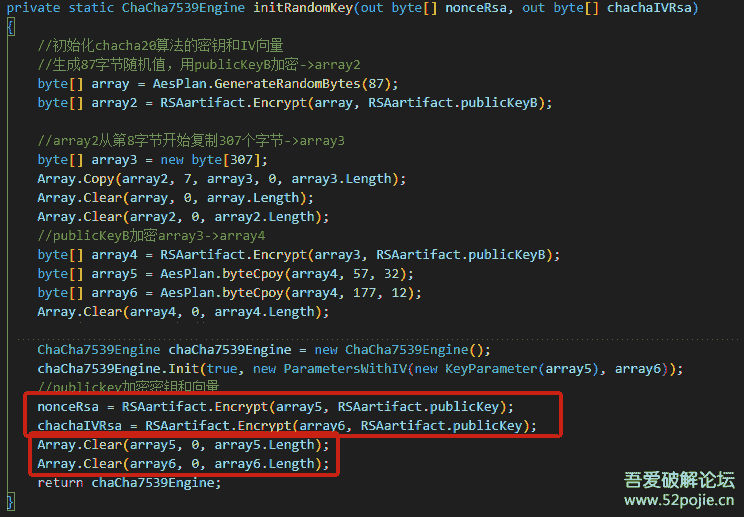 private static ChaCha7539Engine initRandomKey(out byte[] nonceRsa, out byte[] chachaIVRsa)
{
//初始化chacha20算法的密钥和IV向量
//生成87字节随机值，用publicKeyB加密->array2
byte[] array = AesPlan.GenerateRandomBytes(87);
byte[] array2 = RSAartifact.Encrypt(array, RSAartifact.publicKeyB);
//array2从第8字节开始复制307个字节->array3
byte[] array3 = new byte[307];
Array.Copy(array2, 7, array3, 0, array3.Length);
Array.Clear(array, 0, array.Length);
Array.Clear(array2, 0, array2.Length);
//publicKeyB加密array3->array4
byte[] array4 = RSAartifact.Encrypt(array3, RSAartifact.publicKeyB);
byte[] array5 = AesPlan.byteCpoy(array4, 57, 32);
byte[] array6 = AesPlan.byteCpoy(array4, 177, 12);
Array.Clear(array4, 0, array4.Length);
ChaCha7539Engine chaCha7539Engine = new ChaCha7539Engine();
chaCha7539Engine.Init(true, new ParametersWithIV(new KeyParameter(array5), array6));
//publickey加密密钥和向量
nonceRsa = RSAartifact.Encrypt(array5, RSAartifact.publicKey);
chachaIVRsa = RSAartifact.Encrypt(array6, RSAartifact.publicKey);
Array.Clear(array5, 0, array5.Length);
Array.Clear(array6, 0, array6.Length);
return chaCha7539Engine;
}
吾爱破解论坛
www.52pojie.cn